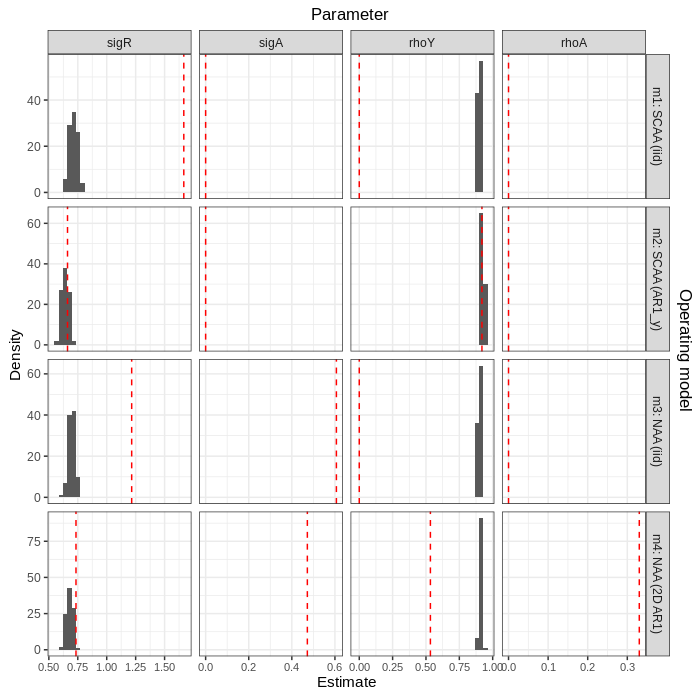 Parameter
sigR sigA rhoY rhoA
40
20
0
m1: SCAA (iid)
60
40
20
0
m2: SCAA (AR1_y)
60
40
20
0
m3: NAA (iid)
75
50
25
0
m4: NAA (2D AR1)
Density
Operating model
0.50 0.75 1.00 1.25 1.50 0.0 0.2 0.4 0.6 0.00 0.25 0.50 0.75 1.00 0.0 0.1 0.2 0.3
Estimate